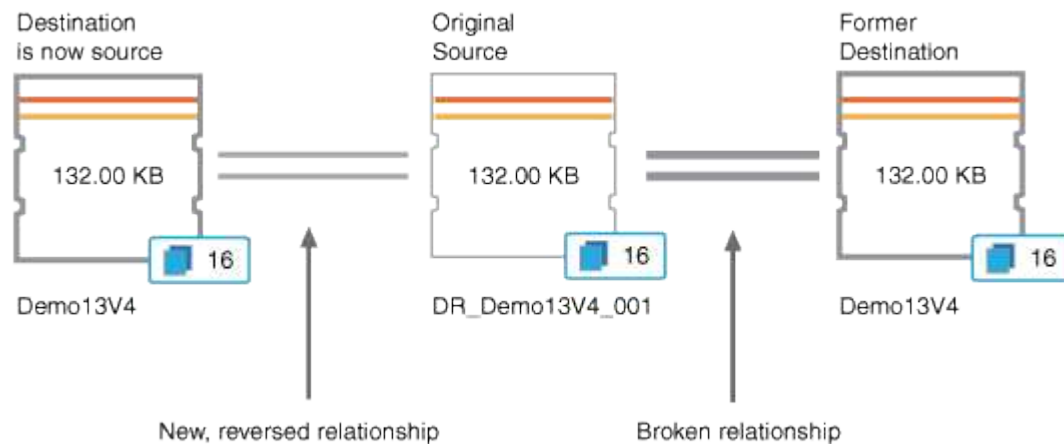 Destination
is now source
Original
Source
Former
Destination
132.00 KB
132.00 KB
132.00 KB
16
16
16
Demo13V4
DR_Demo13V4_001
Demo13V4
New, reversed relationship
Broken relationship